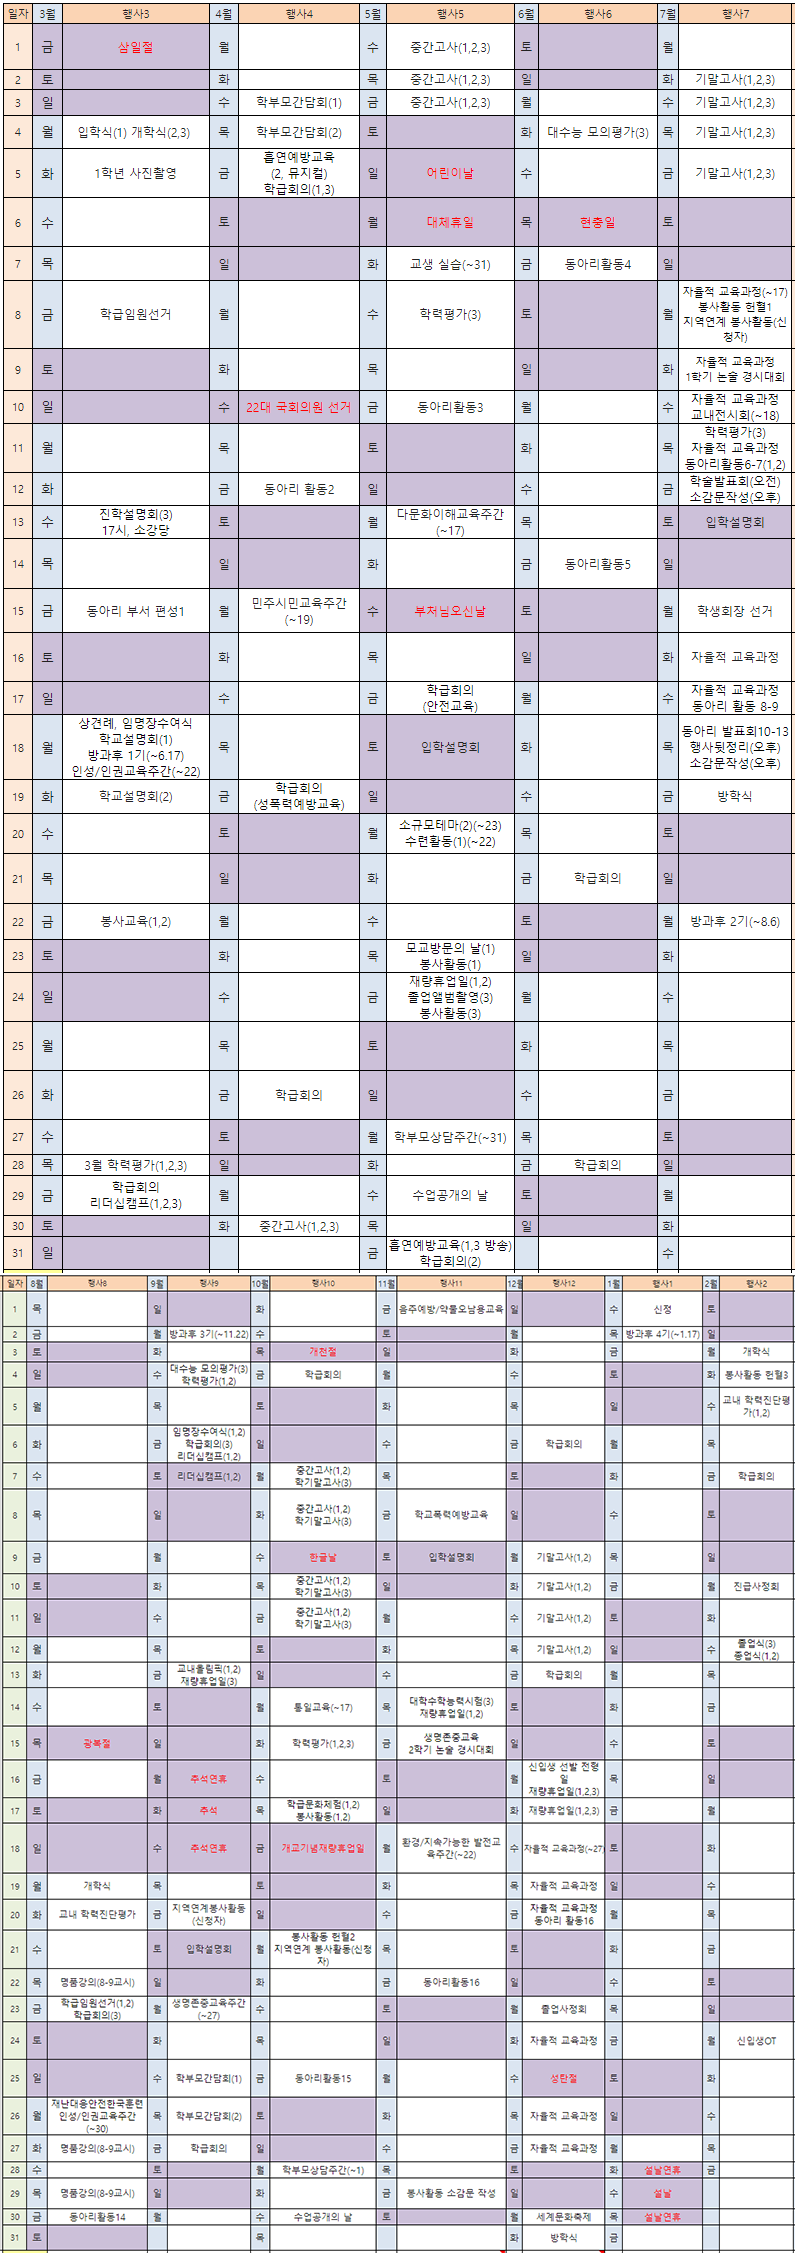 일자 3월 행사3 4월 행사4 5월 행사5 6월 행사6 7월 행사7
1 금 삼일절 월 수 중간고사(1,2,3) 토 월
2 토 화 목 중간고사(1,2,3) 일 화 기말고사(1,2,3)
3 일 수 학부모간담회(1) 금 중간고사(1,2,3) 월 수 기말고사(1,2,3)
4 월 입학식(1) 개학식(2,3) 목 학부모간담회(2) 토 화 대수능 모의평가(3) 목 기말고사(1,2,3)
흡연예방교육
5 화 1학년 사진촬영 금 (2, 뮤지컬) 일 어린이날 수 금 기말고사(1,2,3)
학급회의(1,3)
6 수 토 월 대체휴일 목 현충일 토
7 목 일 화 교생 실습(~31) 금 동아리활동4 일
자율적 교육과정(~17)
봉사활동 헌혈1
8 금 학급임원선거 월 수 학력평가(3) 토 월 지역연계 봉사활동(신
청자)
9 토 화 목 일 화 자율적 교육과정
1학기 논술 경시대회
10 일 수 22대 국회의원 선거 금 동아리활동3 월 수 자율적 교육과정
교내전시회(~18)
학력평가(3)
11 월 목 토 화 목 자율적 교육과정
동아리활동6-7(1,2)
12 화 금 동아리 활동2 일 수 금 학술발표회(오전)
소감문작성(오후)
13 수 진학설명회(3) 토 월 다문화이해교육주간 목 토 입학설명회
17시, 소강당 (~17)
14 목 일 화 금 동아리활동5 일
15 금 동아리 부서 편성1 월 민주시민교육주간 수 부처님오신날 토 월 학생회장 선거
(~19)
16 토 화 목 일 화 자율적 교육과정
17 일 수 금 학급회의 월 수 자율적 교육과정
(안전교육) 동아리 활동 8-9
상견례, 임명장수여식
학교설명회(1) 동아리 발표회10-13
18 월 방과후 1기(~6.17) 목 토 입학설명회 화 목 행사뒷정리(오후)
인성/인권교육주간(~22) 소감문작성(오후)
19 화 학교설명회(2) 금 학급회의 일 수 금 방학식
(성폭력예방교육)
20 수 토 월 소규모테마(2)(~23) 목 토
수련활동(1)(~22)
21 목 일 화 금 학급회의 일
22 금 봉사교육(1,2) 월 수 토 월 방과후 2기(~8.6)
23 토 화 목 모교방문의 날(1) 일 화
봉사활동(1)
재량휴업일(1,2)
24 일 수 금 졸업앨범촬영(3) 월 수
봉사활동(3)
25 월 목 토 화 목
26 화 금 학급회의 일 수 금
27 수 토 월 학부모상담주간(~31) 목 토
28 목 3월 학력평가(1,2,3) 일 화 금 학급회의 일
29 금 학급회의 월 수 수업공개의 날 토 월
리더십캠프(1,2,3)
30 토 화 중간고사(1,2,3) 목 일 화
31 일 금 흡연예방교육(1,3 방송) 수
학급회의(2)
일자 8월 행사8 9월 행사9 10월 행사10 11월 행사11 12월 행사12 1월 행사1 2월 행사2
1 목 일 화 금 음주예방/약물오남용교육 일 수 신정 토
2 금 월 방과후 3기(~11.22) 수 토 월 목 방과후 4기(~1.17) 일
3 토 화 목 개천절 일 화 금 월 개학식
4 일 수 대수능 모의평가(3) 금 학급회의 월 수 토 화 봉사활동 헌혈3
학력평가(1,2)
5 월 목 토 화 목 일 수 교내 학력진단평
가(1,2)
임명장수여식(1,2)
6 화 금 학급회의(3) 일 수 금 학급회의 월 목
리더십캠프(1,2)
7 수 토 리더십캠프(1,2) 월 중간고사(1,2) 목 토 화 금 학급회의
학기말고사(3)
8 목 일 화 중간고사(1,2) 금 학교폭력예방교육 일 수 토
학기말고사(3)
9 금 월 수 한글날 토 입학설명회 월 기말고사(1,2) 목 일
10 토 화 목 중간고사(1,2) 일 화 기말고사(1,2) 금 월 진급사정회
학기말고사(3)
11 일 수 금 중간고사(1,2) 월 수 기말고사(1,2) 토 화
학기말고사(3)
12 월 목 토 화 목 기말고사(1,2) 일 수 졸업식(3)
종업식(1,2)
13 화 금 교내올림픽(1,2) 일 수 금 학급회의 월 목
재량휴업일(3)
14 수 토 월 통일교육(~17) 목 대학수학능력시험(3) 토 화 금
재량휴업일(1,2)
15 목 광복절 일 화 학력평가(1,2,3) 금 생명존중교육 일 수 토
2학기 논술 경시대회
16 금 월 추석연휴 수 토 월 신입생 선발 전형 목 일
일
재량휴업일(1,2,3)
17 토 화 추석 목 학급문화체험(1,2) 일 화 재량휴업일(1,2,3) 금 월
봉사활동(1,2)
18 일 수 추석연휴 금 개교기념재량휴업일 월 환경/지속가능한 발전교 수 자율적 교육과정(~27) 토 화
육주간(~22)
19 월 개학식 목 토 화 목 자율적 교육과정 일 수
20 화 교내 학력진단평가 금 지역연계봉사활동 일 수 금 자율적 교육과정 월 목
(신청자) 동아리 활동16
21 수 토 입학설명회 월 봉사활동 헌혈2 목 토 화 금
지역연계 봉사활동(신청
자)
22 목 명품강의(8-9교시) 일 화 금 동아리활동16 일 수 토
23 금 학급임원선거(1,2) 월 생명존중교육주간 수 토 월 졸업사정회 목 일
학급회의(3) (~27)
24 토 화 목 일 화 자율적 교육과정 금 월 신입생OT
25 일 수 학부모간담회(1) 금 동아리활동15 월 수 성탄절 토 화
재난대응안전한국훈련
26 월 인성/인권교육주간 목 학부모간담회(2) 토 화 목 자율적 교육과정 일 수
(~30)
27 화 명품강의(8-9교시) 금 학급회의 일 수 금 자율적 교육과정 월 목
28 수 토 월 학부모상담주간(~1) 목 토 화 설날연휴 금
29 목 명품강의(8-9교시) 일 화 금 봉사활동 소감문 작성 일 수 설날
30 금 동아리활동14 월 수 수업공개의 날 토 월 세계문화축제 목 설날연휴
31 토 목 화 방학식 금